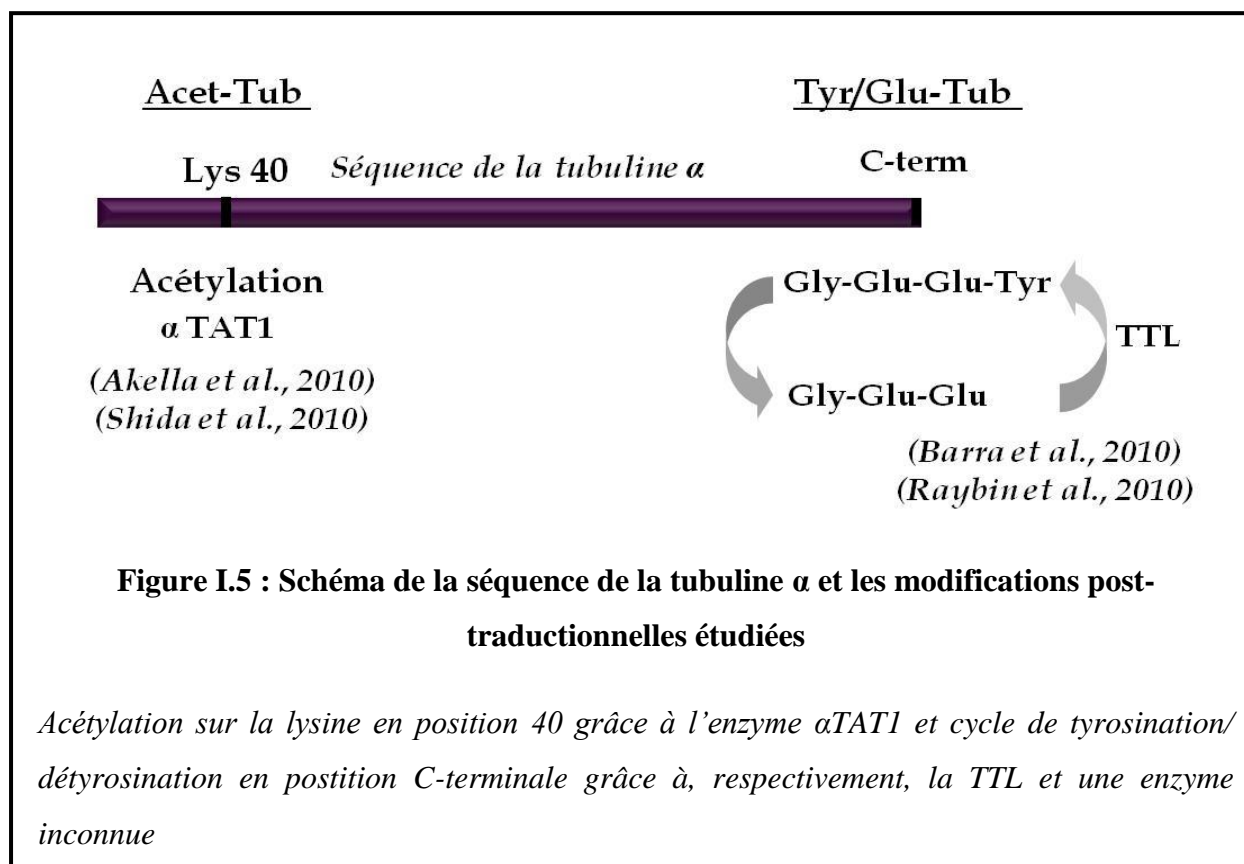 Acet-Tub
Tyr/Glu-Tub
Lys 40
Séquence de la tubuline α
C-term
Acétylation
α TAT1
(Akella et al., 2010)
(Shida et al., 2010)
Gly-Glu-Glu-Tyr
TTL
Gly-Glu-Glu
(Barra et al., 2010)
(Raybin et al., 2010)
Figure I.5 : Schéma de la séquence de la tubuline α et les modifications post-
traductionnelles étudiées
Acétylation sur la lysine en position 40 grâce à l’enzyme αTAT1 et cycle de tyrosination/
détyrosination en postition C-terminale grâce à, respectivement, la TTL et une enzyme
inconnue